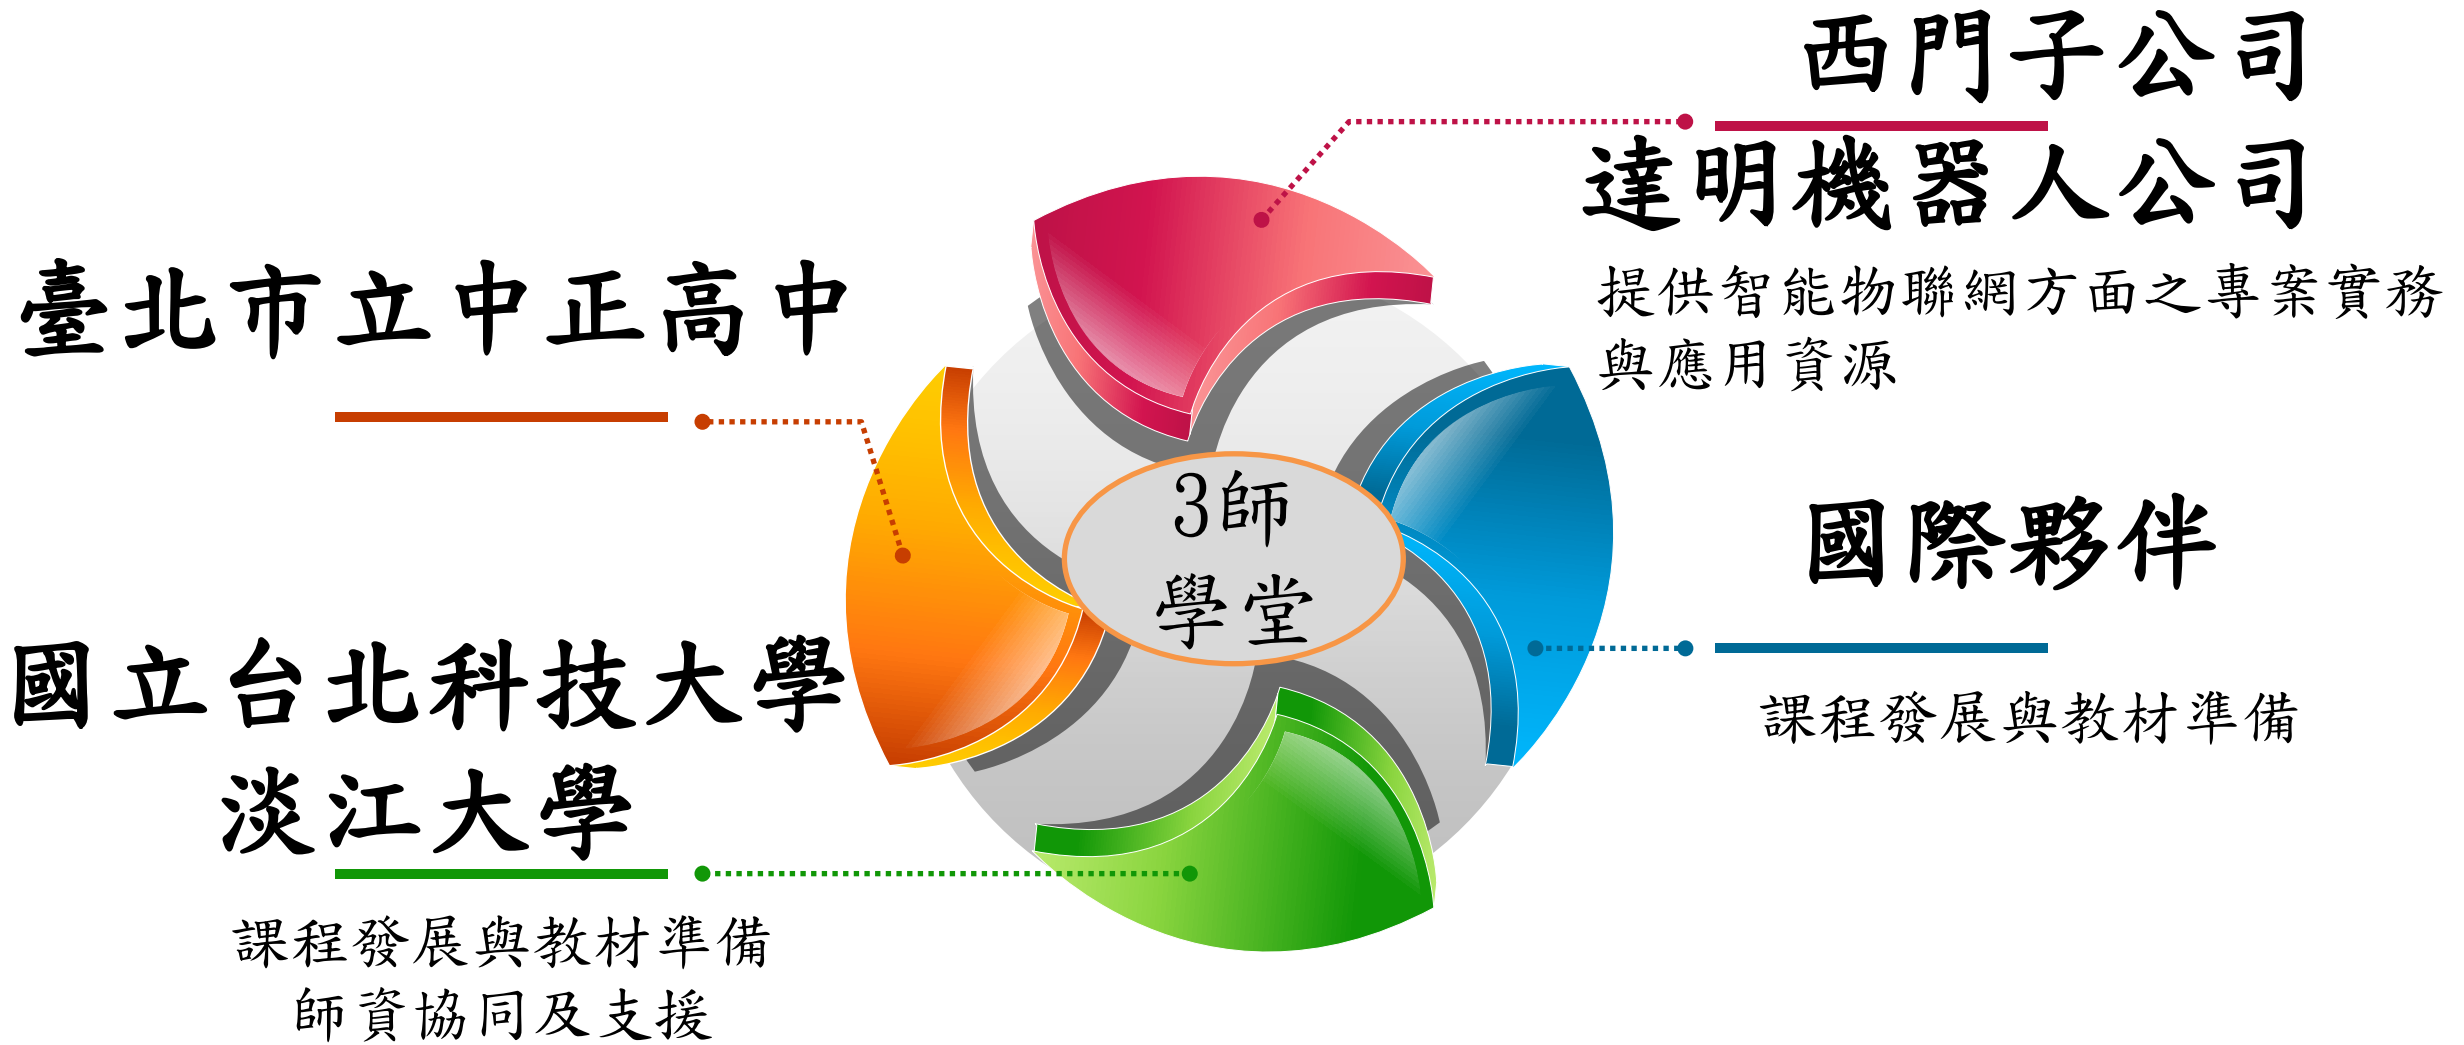 西門子公司
達明機器人公司
提供智能物聯網方面之專案實務
與應用資源
臺北市立中正高中
3師
學堂
國際夥伴
課程發展與教材準備
國立台北科技大學
淡江大學
課程發展與教材準備
師資協同及支援